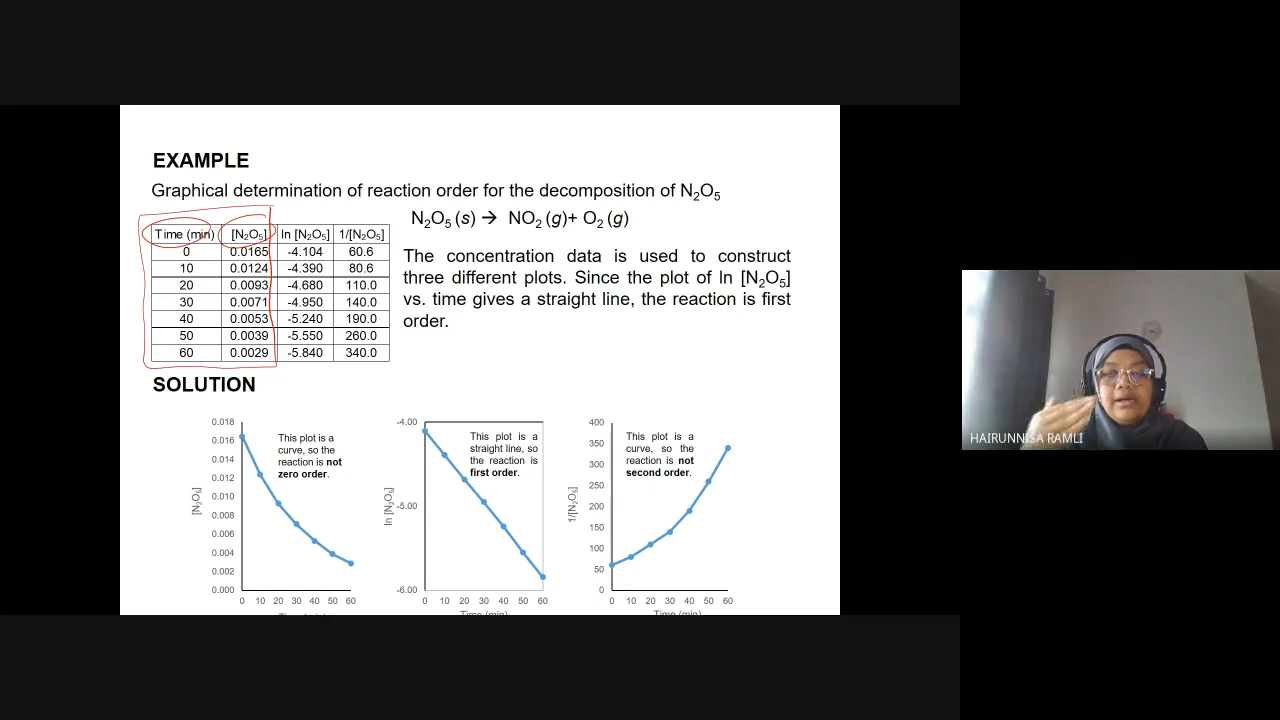 EXAMPLE
Graphical determination of reaction order for the decomposition of N₂O₅
N₂O₅ (s) → NO₂ (g)+ O₂ (g)
Time (min) [N₂O₅] ln [N₂O₅] 1/[N₂O₅]
0 0.0165 -4.104 60.6
10 0.0124 -4.390 80.6
20 0.0093 -4.680 110.0
30 0.0071 -4.950 140.0
40 0.0053 -5.240 190.0
50 0.0039 -5.550 260.0
60 0.0029 -5.840 340.0
The concentration data is used to construct
three different plots. Since the plot of ln [N₂O₅]
vs. time gives a straight line, the reaction is first
order.
SOLUTION
[N₂O₅]
0.018
0.016
0.014
0.012
0.010
0.008
0.006
0.004
0.002
0.000
This plot is a
curve, so the
reaction is not
zero order.
0 10 20 30 40 50 60
ln [N₂O₅]
-4.00
-5.00
-6.00
This plot is a
straight line, so
the reaction is
first order.
0 10 20 30 40 50 60
Time (min)
1/[N₂O₅]
400
350
300
250
200
150
100
50
0
This plot is a
curve, so the
reaction is not
second order.
0 10 20 30 40 50 60
Time (min)
HAIRUNNISA RAMLI